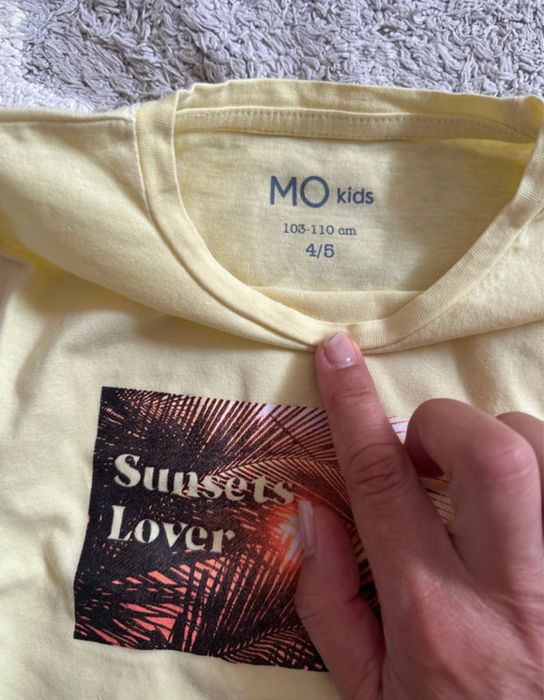 MO kids
103-110 cm
4/5
Sunsets
Lover